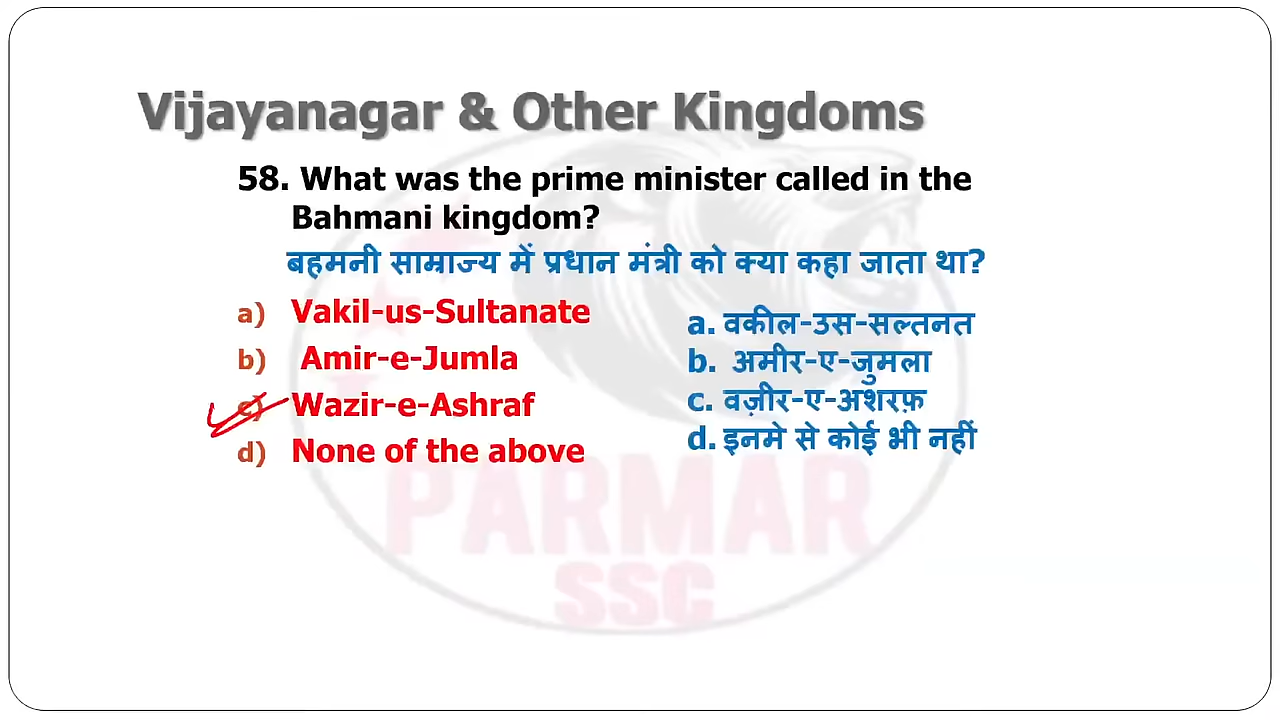 Vijayanagar & Other Kingdoms
58. What was the prime minister called in the
Bahmani kingdom?
बहमनी साम्राज्य में प्रधान मंत्री को क्या कहा जाता था?
a) Vakil-us-Sultanate
b) Amir-e-Jumla
c) Wazir-e-Ashraf
d) None of the above
a. वकील-उस-सल्तनत
b. अमीर-ए-जुमला
c. वज़ीर-ए-अशरफ़
d. इनमे से कोई भी नहीं
PARMAR
SSC